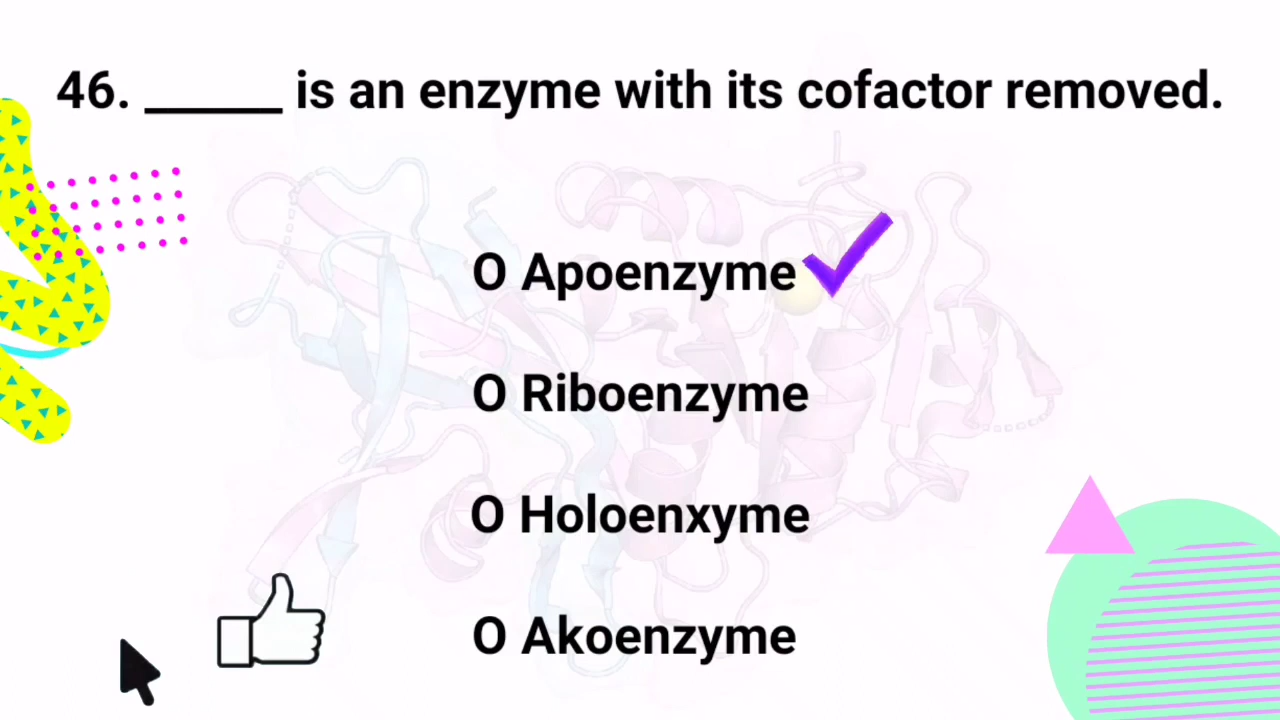 46. _____ is an enzyme with its cofactor removed.
O Apoenzyme
O Riboenzyme
O Holoenxyme
O Akoenzyme